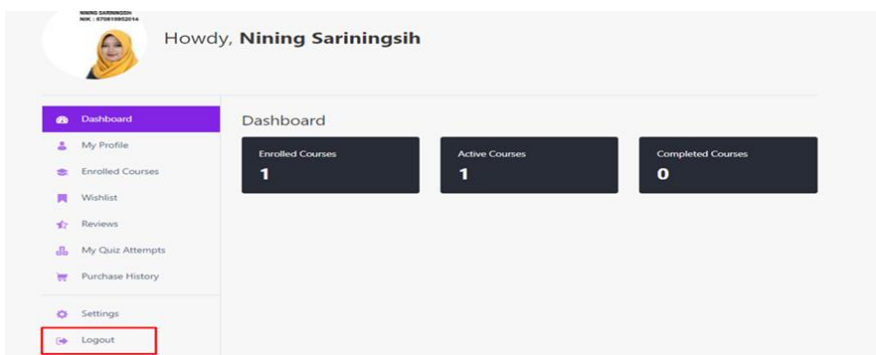 NINING SARININGSIH
Howdy, Nining Sariningsih
Dashboard
My Profile
Enrolled Courses
Wishlist
Reviews
My Quiz Attempts
Purchase History
Settings
Logout
Dashboard
Enrolled Courses
1
Active Courses
1
Completed Courses
0